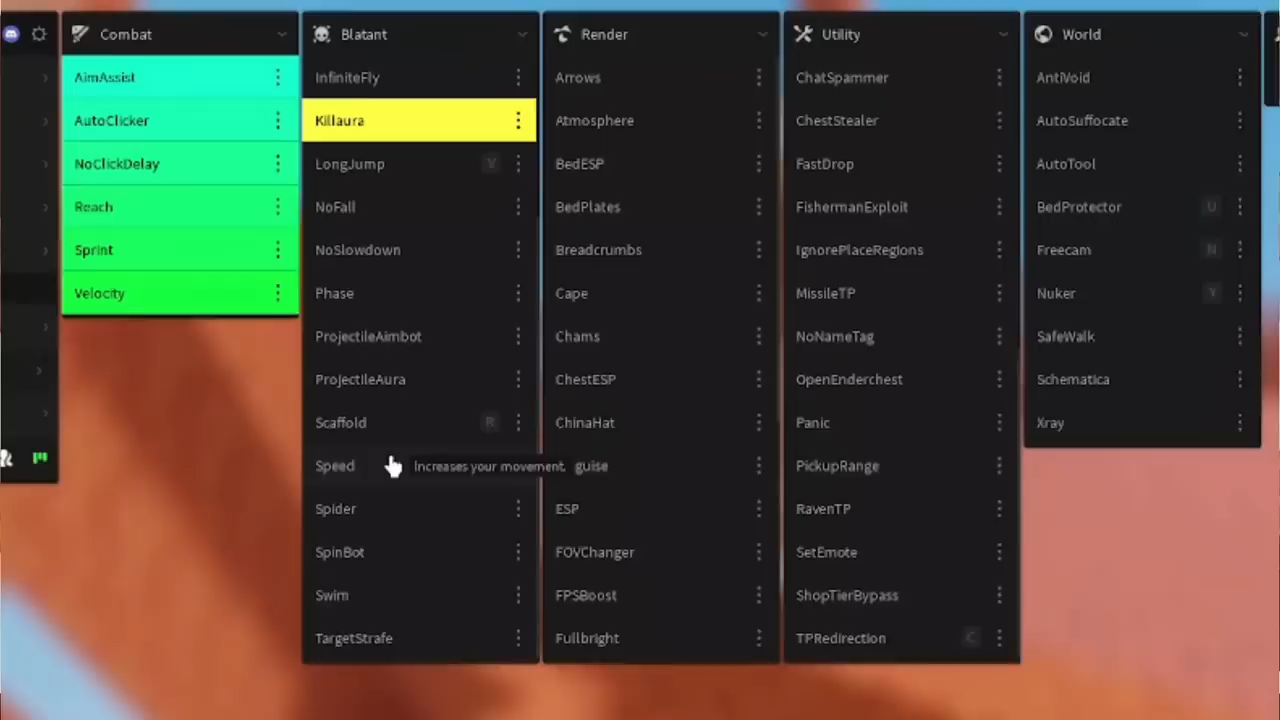 Combat
AimAssist
AutoClicker
NoClickDelay
Reach
Sprint
Velocity
Blatant
InfiniteFly
Killaura
LongJump V
NoFall
NoSlowdown
Phase
ProjectileAimbot
ProjectileAura
Scaffold R
Speed
Increases your movement.
Spider
SpinBot
Swim
TargetStrafe
Render
Arrows
Atmosphere
BedESP
BedPlates
Breadcrumbs
Cape
Chams
ChestESP
ChinaHat
guise
ESP
FOVChanger
FPSBoost
Fullbright
Utility
ChatSpammer
ChestStealer
FastDrop
FishermanExploit
IgnorePlaceRegions
MissileTP
NoNameTag
OpenEnderchest
Panic
PickupRange
RavenTP
SetEmote
ShopTierBypass
TPRedirection C
World
AntiVoid
AutoSuffocate
AutoTool
BedProtector U
Freecam N
Nuker Y
SafeWalk
Schematica
Xray